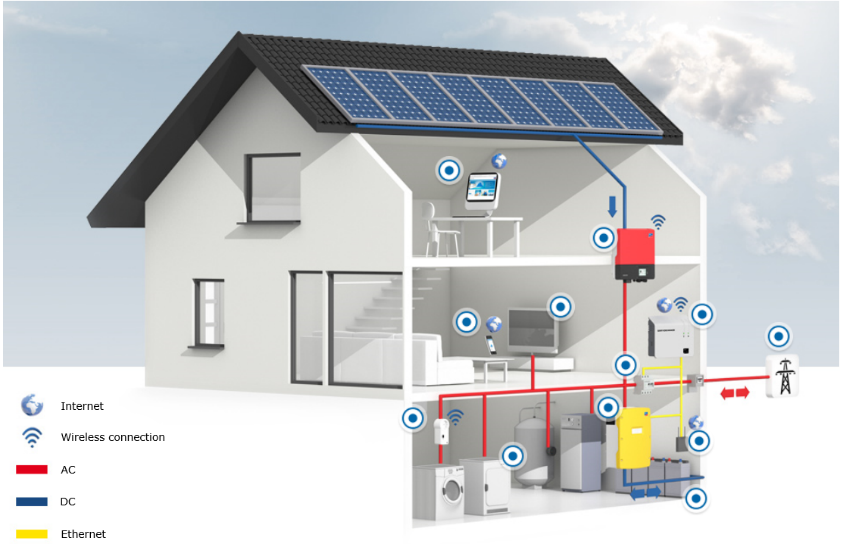 Internet
Wireless connection
AC
DC
Ethernet